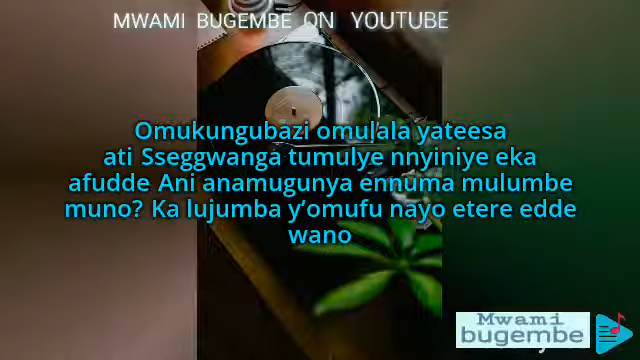 MWAMI BUGEMBE ON YOUTUBE
Omukungubazi omulala yateesa
ati Sseggwanga tumulye nnyiniye eka
afudde Ani anamugunya ennuma mulumbe
muno? Ka lujumba y’omufu nayo etere edde
wano
Mwami
bugembe